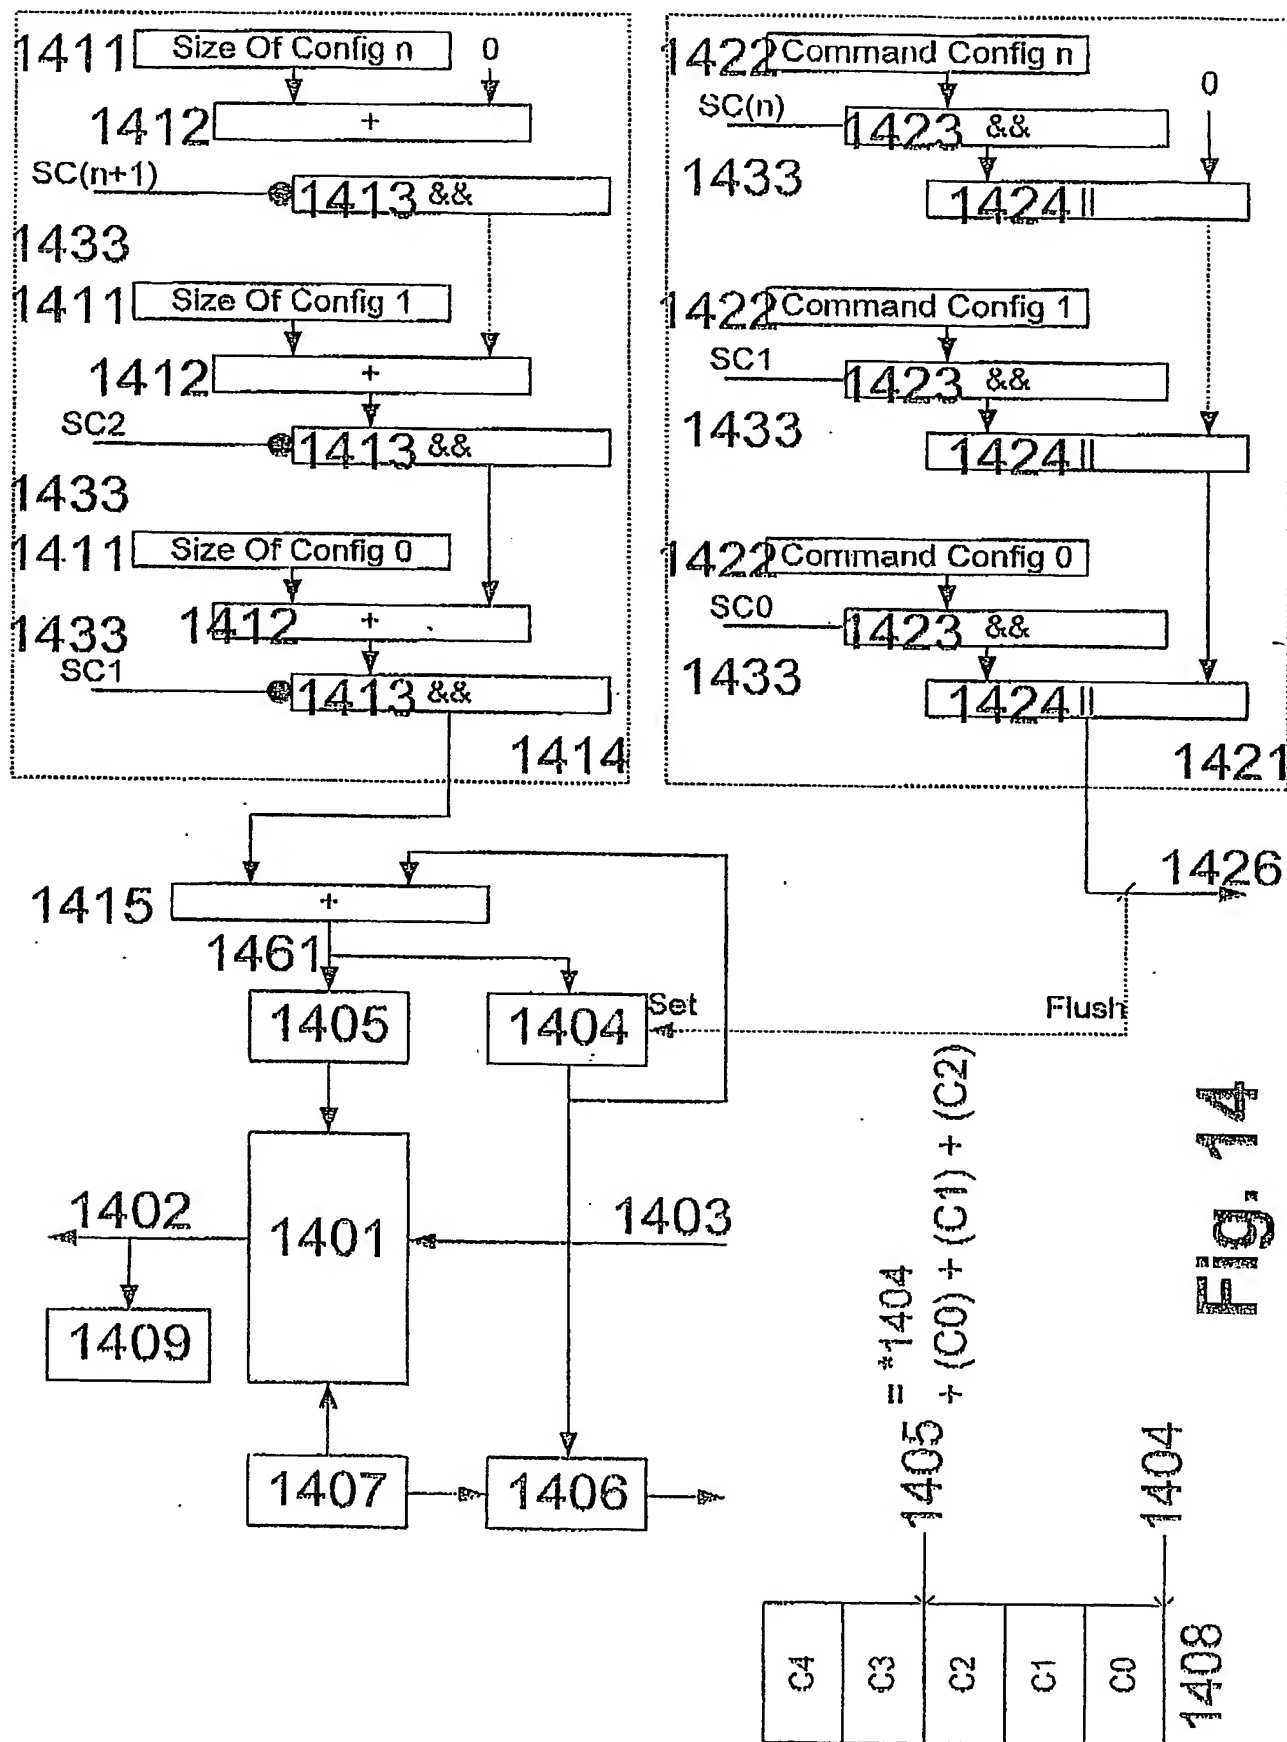 1411 Size Of Config n 0
1412 +
SC(n+1) 1413 &&
1433
1411 Size Of Config 1
1412 +
SC2 1413 &&
1433
1411 Size Of Config 0
1433 1412 +
SC1 1413 &&
1414
1422 Command Config n 0
SC(n) 1423 &&
1433 1424 ||
1422 Command Config 1
SC1 1423 &&
1433 1424 ||
1422 Command Config 0
SC0 1423 &&
1433 1424 ||
1421
1426
1415 +
1461
1405 1404 Set Flush
1402 1401 1403
1409
1407 1406
1405 = *1404
+ (C0) + (C1) + (C2)
1404
C4 C3 C2 C1 C0 1408
Fig. 14